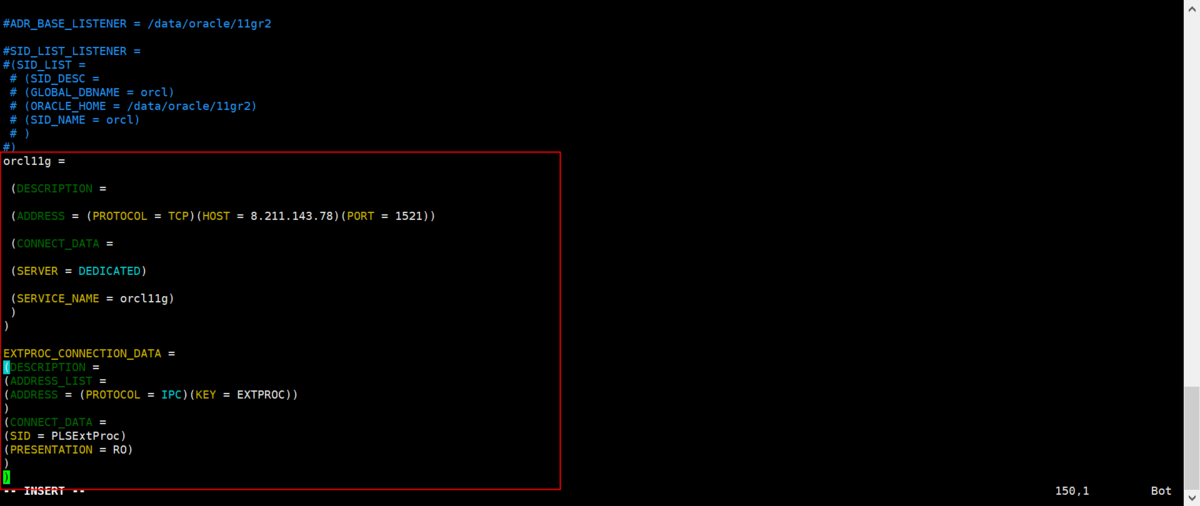 #ADR_BASE_LISTENER = /data/oracle/11gr2
#SID_LIST_LISTENER =
#(SID_LIST =
# (SID_DESC =
# (GLOBAL_DBNAME = orcl)
# (ORACLE_HOME = /data/oracle/11gr2)
# (SID_NAME = orcl)
# )
#)
orcl11g =
(DESCRIPTION =
(ADDRESS = (PROTOCOL = TCP)(HOST = 8.211.143.78)(PORT = 1521))
(CONNECT_DATA =
(SERVER = DEDICATED)
(SERVICE_NAME = orcl11g)
)
)
EXTPROC_CONNECTION_DATA =
(DESCRIPTION =
(ADDRESS_LIST =
(ADDRESS = (PROTOCOL = IPC)(KEY = EXTPROC))
)
(CONNECT_DATA =
(SID = PLSExtProc)
(PRESENTATION = RO)
)
)
-- INSERT -- 150,1 Bot